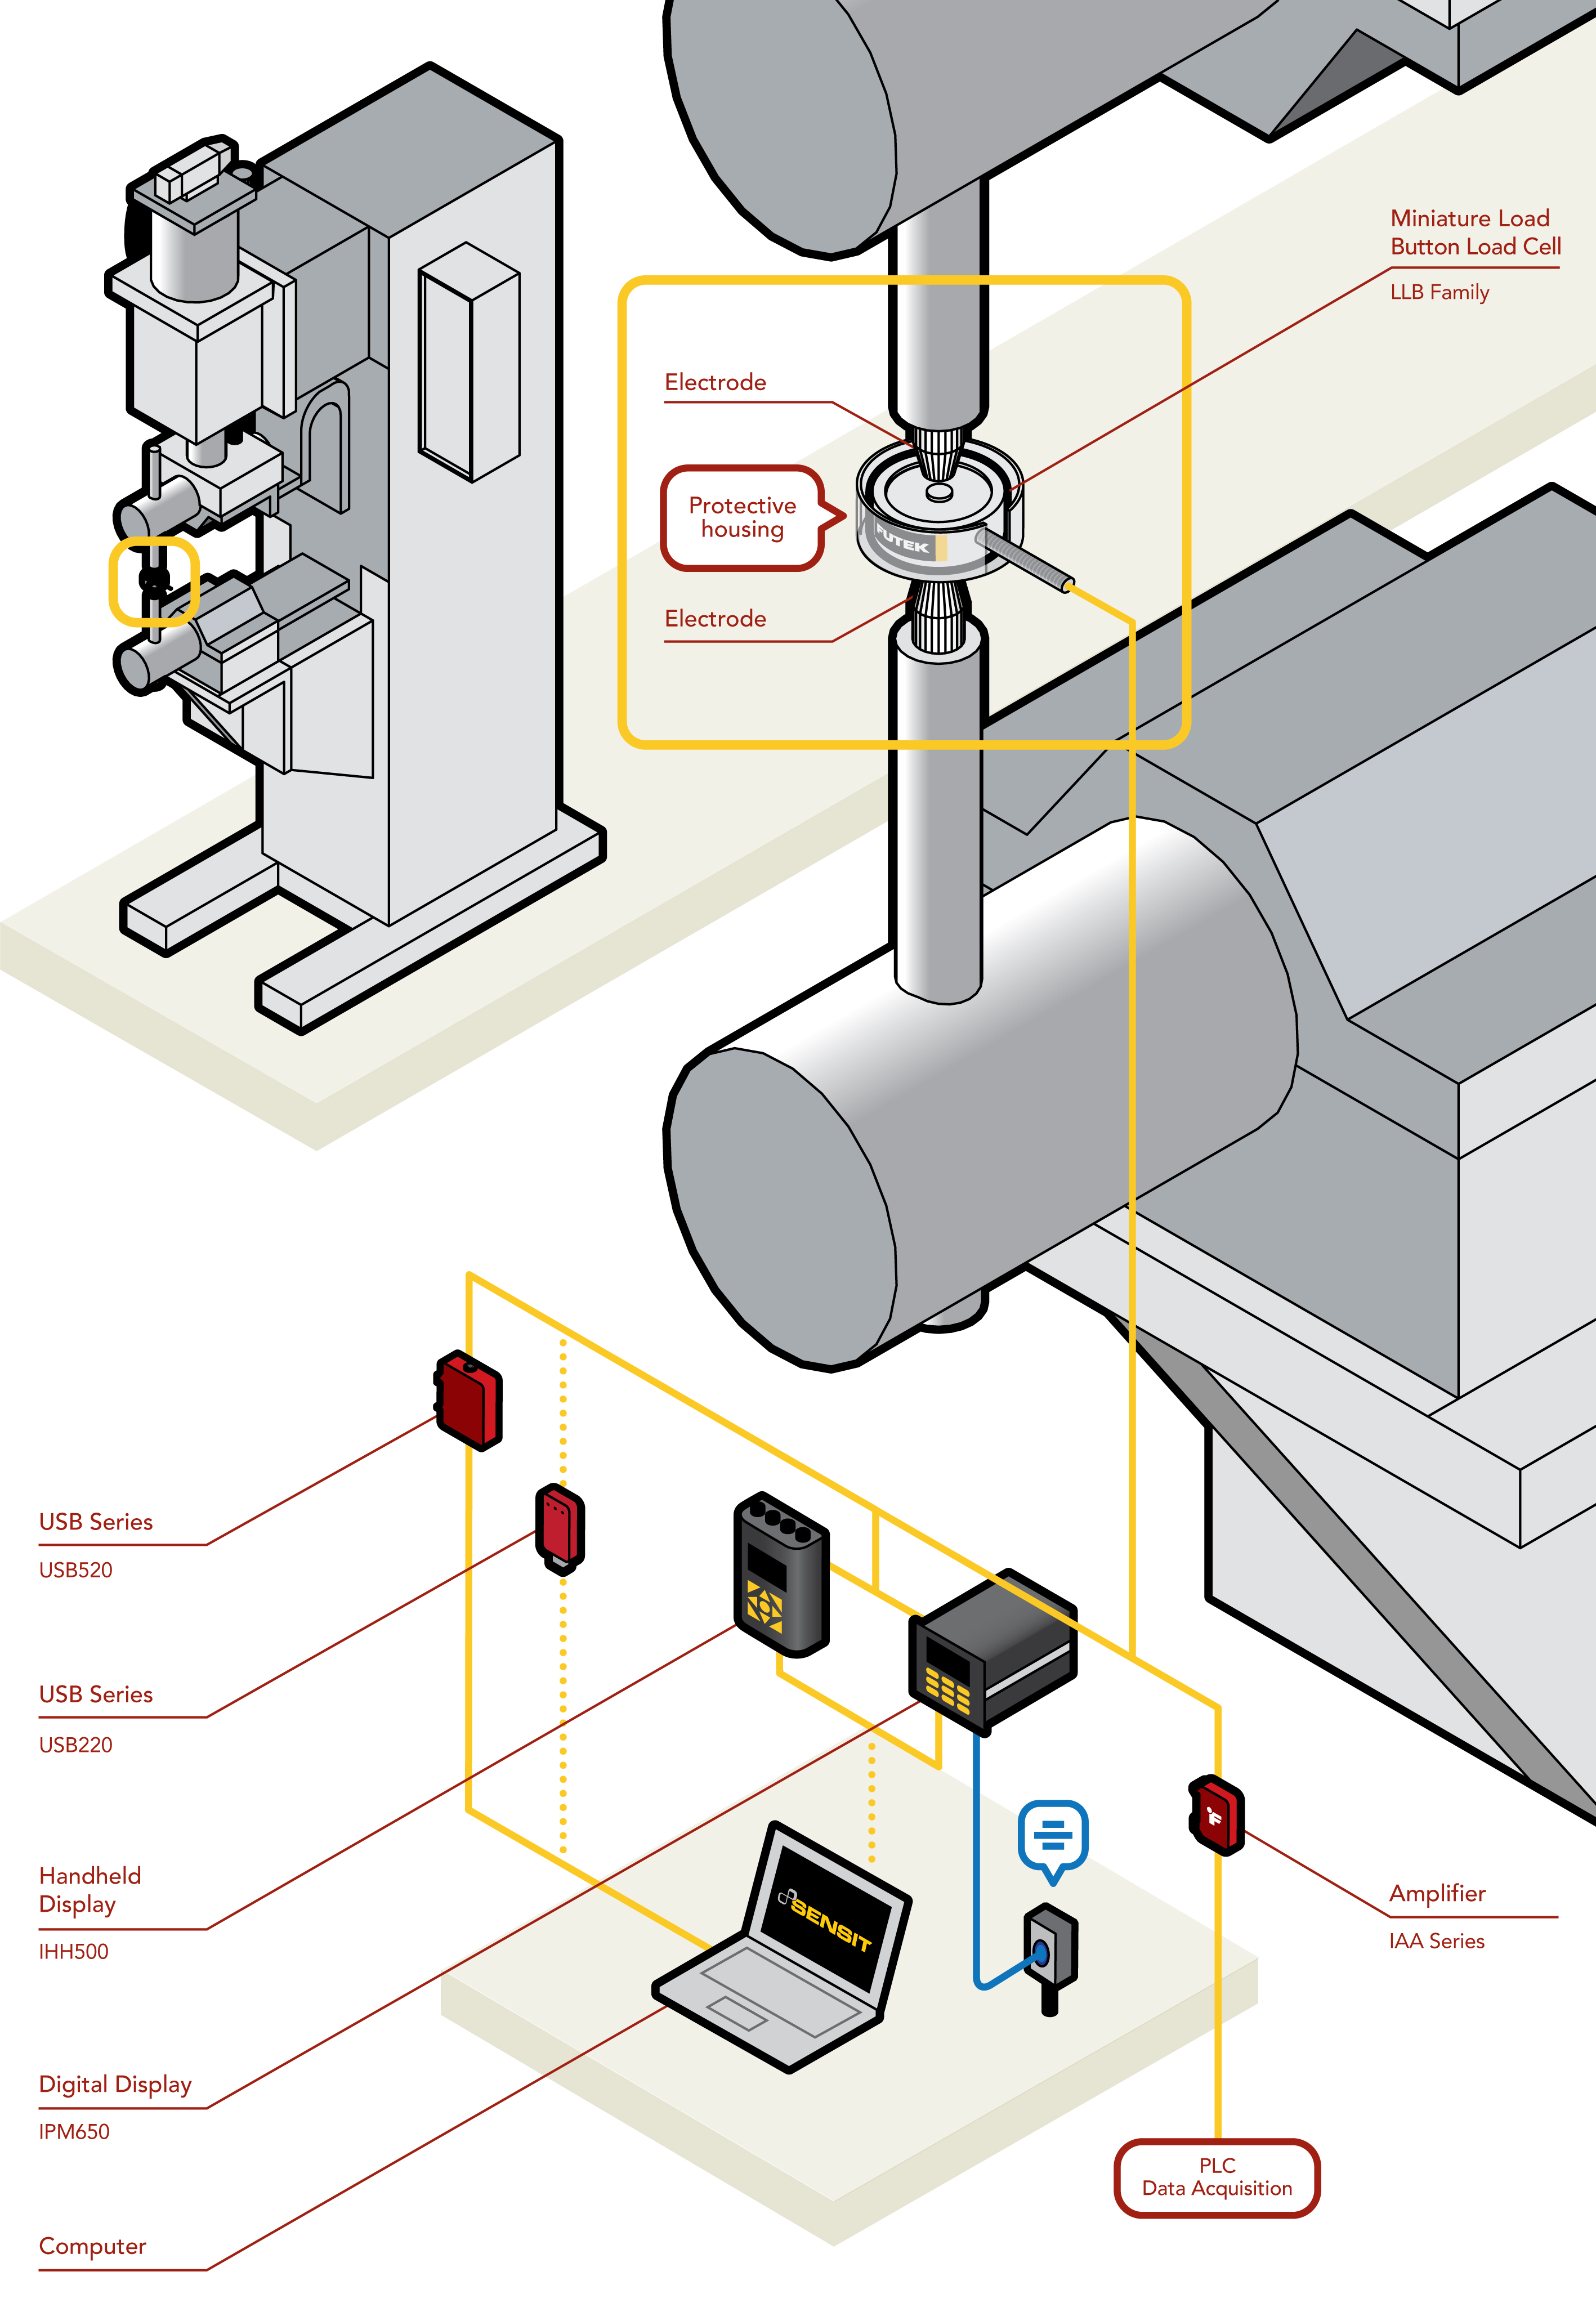 Miniature Load
Button Load Cell
LLB Family
Electrode
Protective
housing
FUTEK
Electrode
USB Series
USB520
USB Series
USB220
Handheld
Display
IHH500
SENSIT
Amplifier
IAA Series
Digital Display
IPM650
PLC
Data Acquisition
Computer